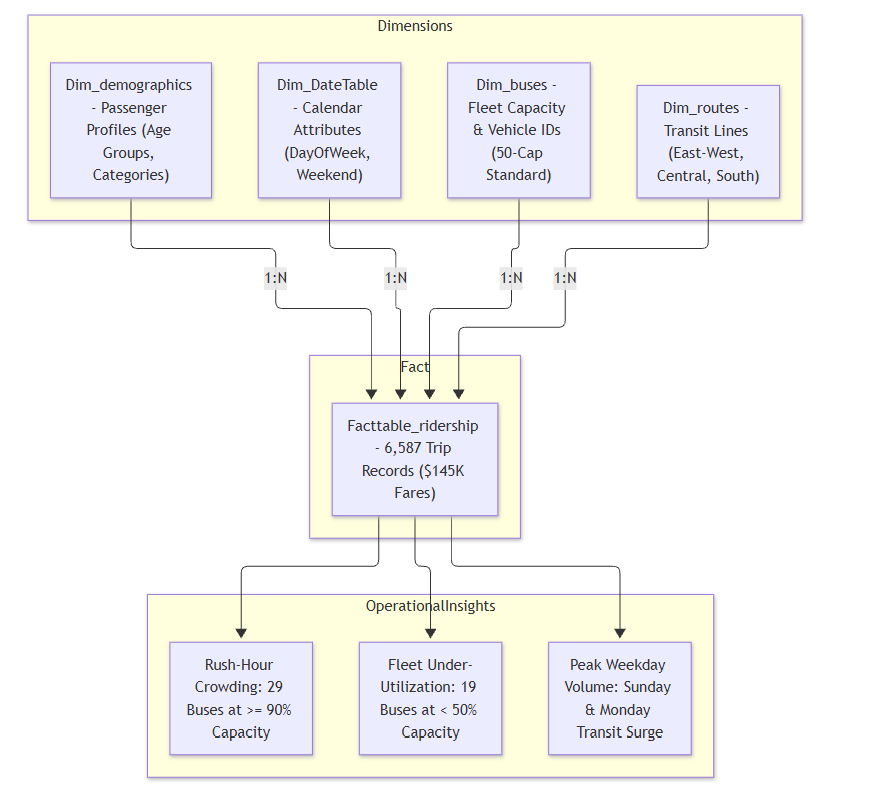 Dimensions
Dim_demographics
- Passenger
Profiles (Age
Groups,
Categories)
Dim_DateTable
- Calendar
Attributes
(DayOfWeek,
Weekend)
Dim_buses -
Fleet Capacity
& Vehicle IDs
(50-Cap
Standard)
Dim_routes -
Transit Lines
(East-West,
Central, South)
1:N
1:N
1:N
1:N
Fact
Facttable_ridership
- 6,587 Trip
Records ($145K
Fares)
OperationalInsights
Rush-Hour
Crowding: 29
Buses at >= 90%
Capacity
Fleet Under-
Utilization: 19
Buses at < 50%
Capacity
Peak Weekday
Volume: Sunday
& Monday
Transit Surge